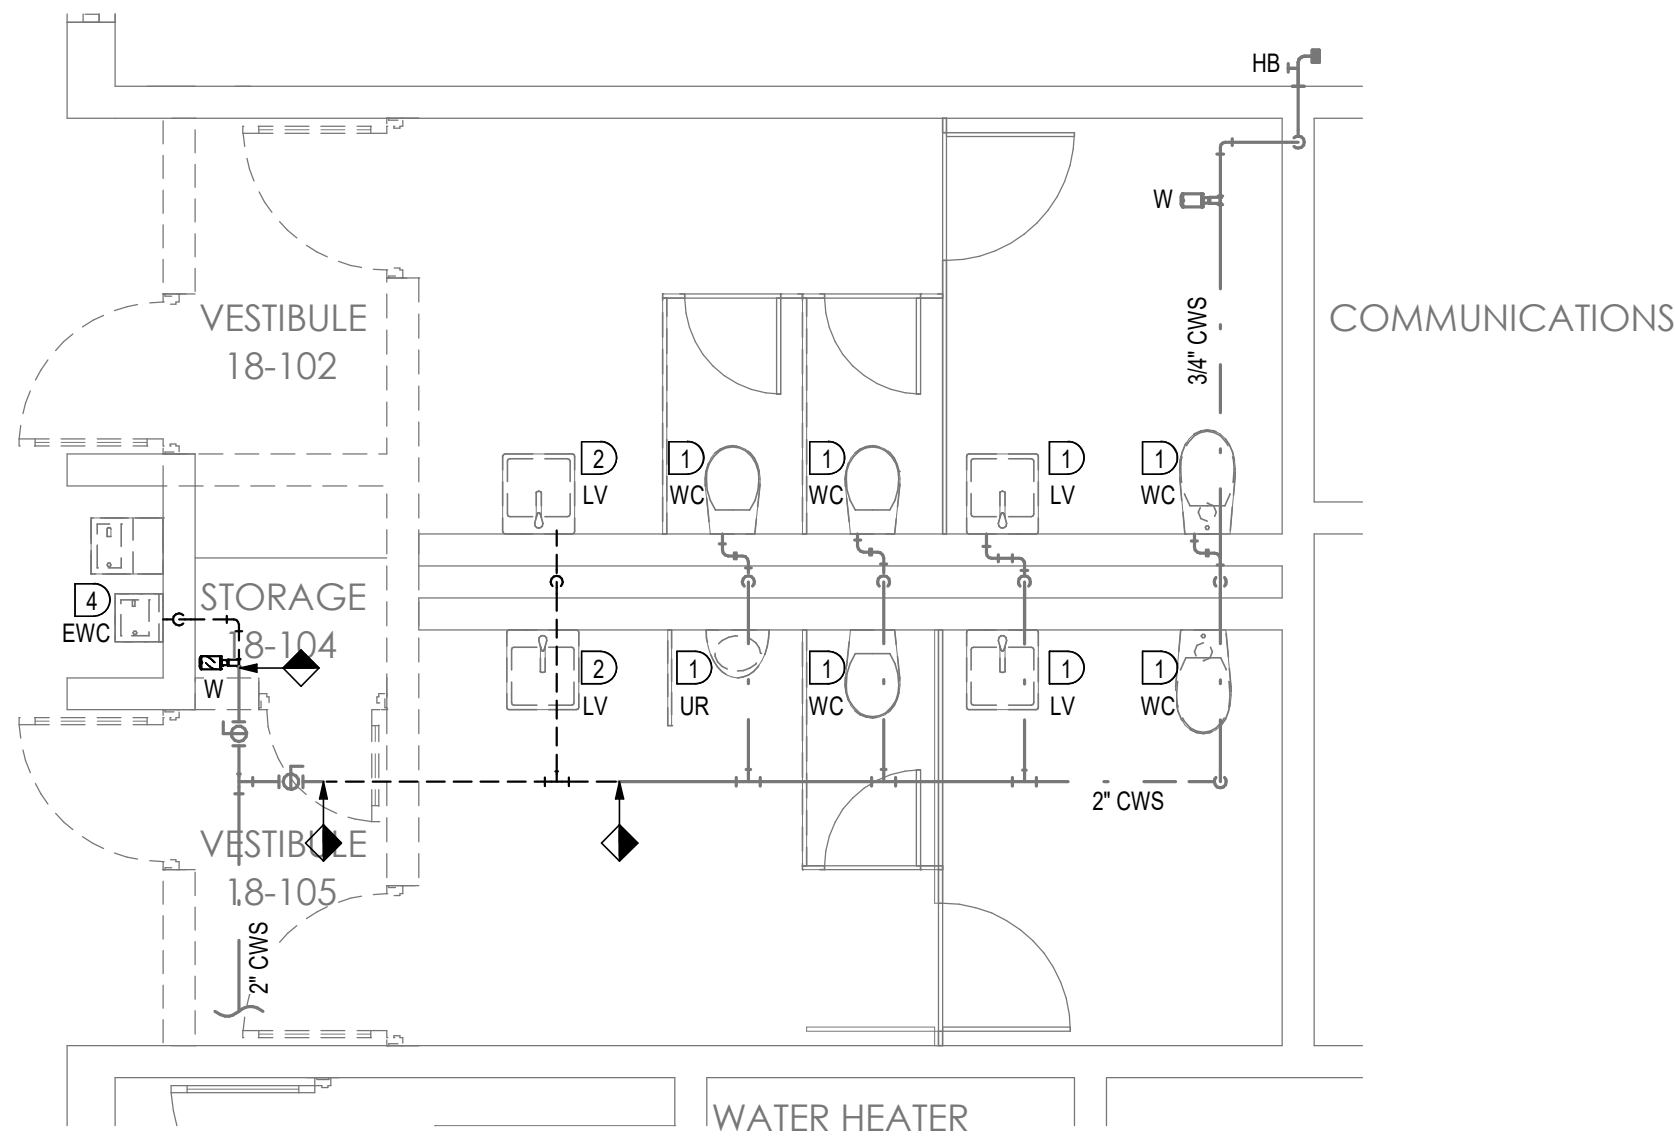 HB
W
VESTIBULE
18-102
3/4" CWS
COMMUNICATIONS
2
LV
1
WC
1
WC
1
LV
1
WC
4
EWC
STORAGE
18-104
W
2
LV
1
UR
1
WC
1
LV
1
WC
2" CWS
VESTIBULE
18-105
2" CWS
WATER HEATER